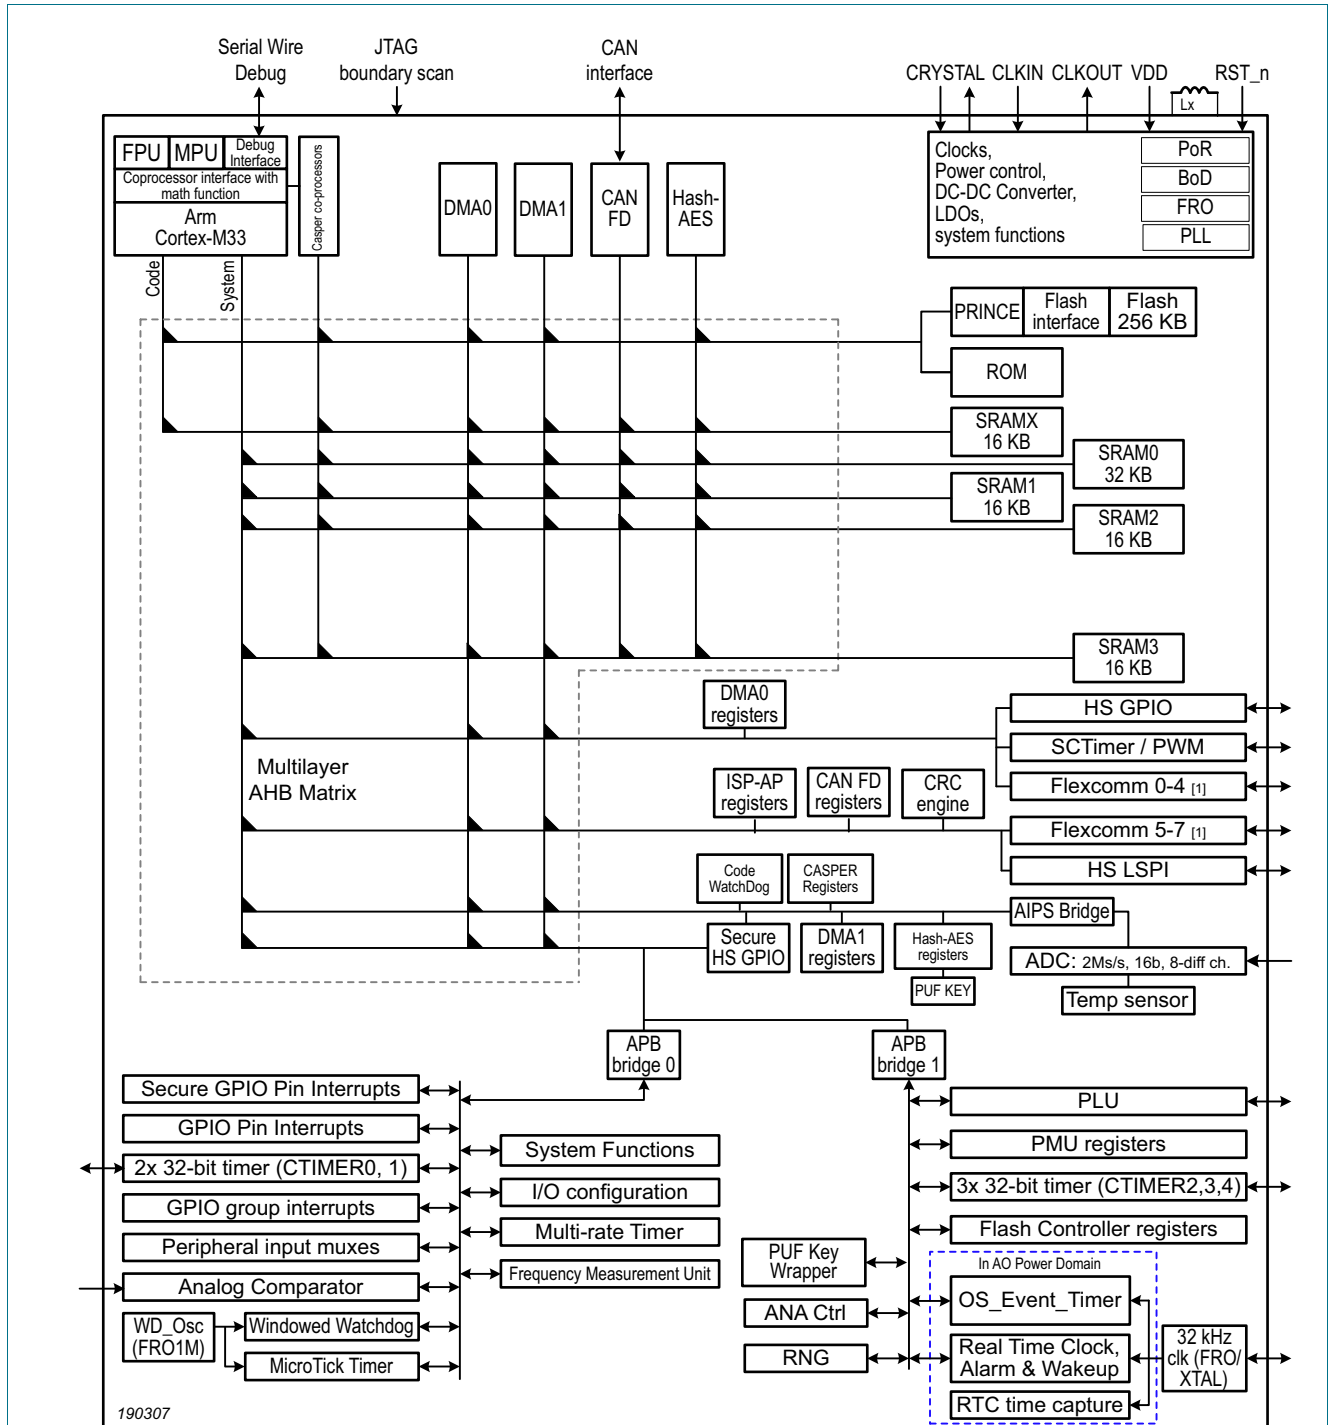 Serial Wire
Debug
JTAG
boundary scan
CAN
interface
CRYSTAL CLKIN CLKOUT VDD
RST_n
Lx
FPU
MPU
Debug
Interface
Coprocessor interface with
math function
Arm
Cortex-M33
Casper co-processors
DMA0
DMA1
CAN
FD
Hash-
AES
Clocks,
Power control,
DC-DC Converter,
LDOs,
system functions
PoR
BoD
FRO
PLL
Code
System
PRINCE
Flash
interface
Flash
256 KB
ROM
SRAMX
16 KB
SRAM0
32 KB
SRAM1
16 KB
SRAM2
16 KB
SRAM3
16 KB
DMA0
registers
HS GPIO
SCTimer / PWM
Flexcomm 0-4 [1]
Multilayer
AHB Matrix
ISP-AP
registers
CAN FD
registers
CRC
engine
Flexcomm 5-7 [1]
HS LSPI
Code
WatchDog
CASPER
Registers
AIPS Bridge
Secure
HS GPIO
DMA1
registers
Hash-AES
registers
PUF KEY
ADC: 2Ms/s, 16b, 8-diff ch.
Temp sensor
APB
bridge 0
APB
bridge 1
Secure GPIO Pin Interrupts
GPIO Pin Interrupts
2x 32-bit timer (CTIMER0, 1)
GPIO group interrupts
Peripheral input muxes
Analog Comparator
WD_Osc
(FRO1M)
Windowed Watchdog
MicroTick Timer
System Functions
I/O configuration
Multi-rate Timer
Frequency Measurement Unit
PLU
PMU registers
3x 32-bit timer (CTIMER2,3,4)
Flash Controller registers
PUF Key
Wrapper
ANA Ctrl
RNG
In AO Power Domain
OS_Event_Timer
Real Time Clock,
Alarm & Wakeup
RTC time capture
32 kHz
clk (FRO/
XTAL)
190307